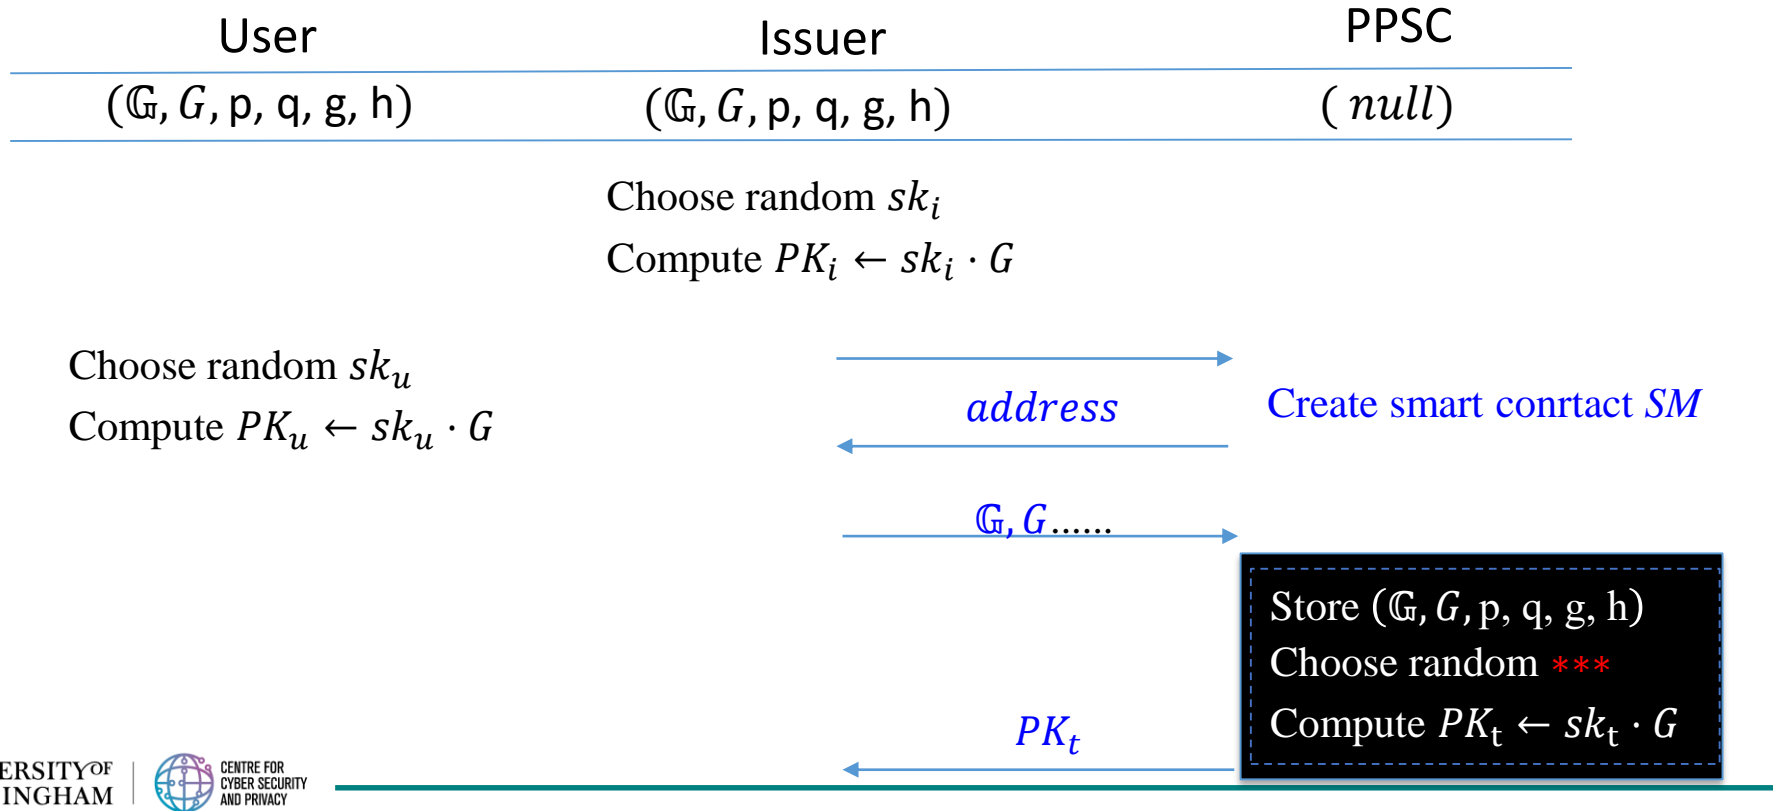 User Issuer PPSC
(𝔾, G, p, q, g, h) (𝔾, G, p, q, g, h) ( null)
Choose random sk_i
Compute PK_i ← sk_i · G
Choose random sk_u
Compute PK_u ← sk_u · G
address
Create smart conrtact SM
𝔾, G......
Store (𝔾, G, p, q, g, h)
Choose random ***
Compute PK_t ← sk_t · G
PK_t
ERSITY OF
INGHAM
CENTRE FOR
CYBER SECURITY
AND PRIVACY